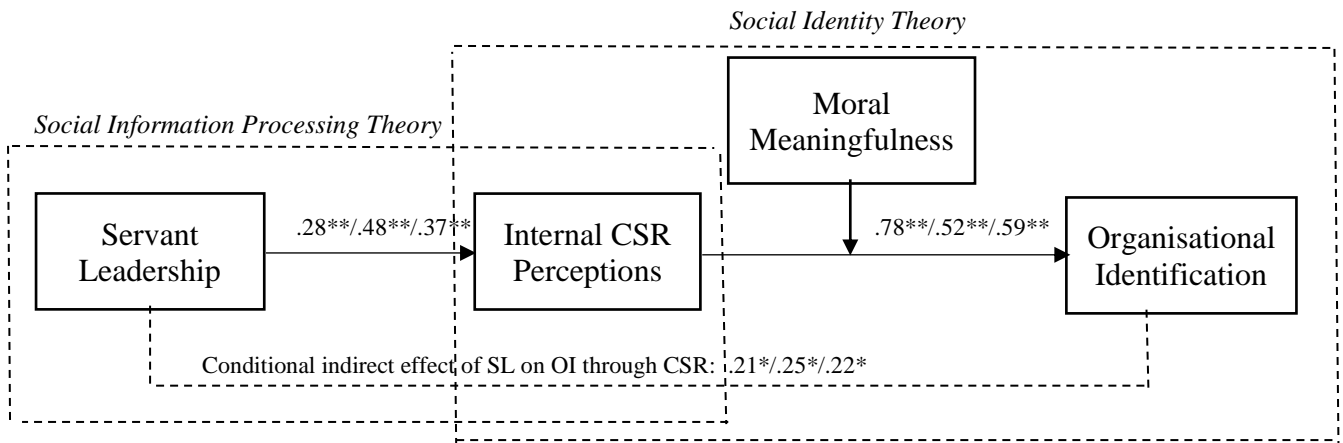 Social Identity Theory
Moral
Meaningfulness
Social Information Processing Theory
Servant
Leadership
.28**/.48**/.37**
Internal CSR
Perceptions
.78**/.52**/.59**
Organisational
Identification
Conditional indirect effect of SL on OI through CSR: .21*/.25*/.22*